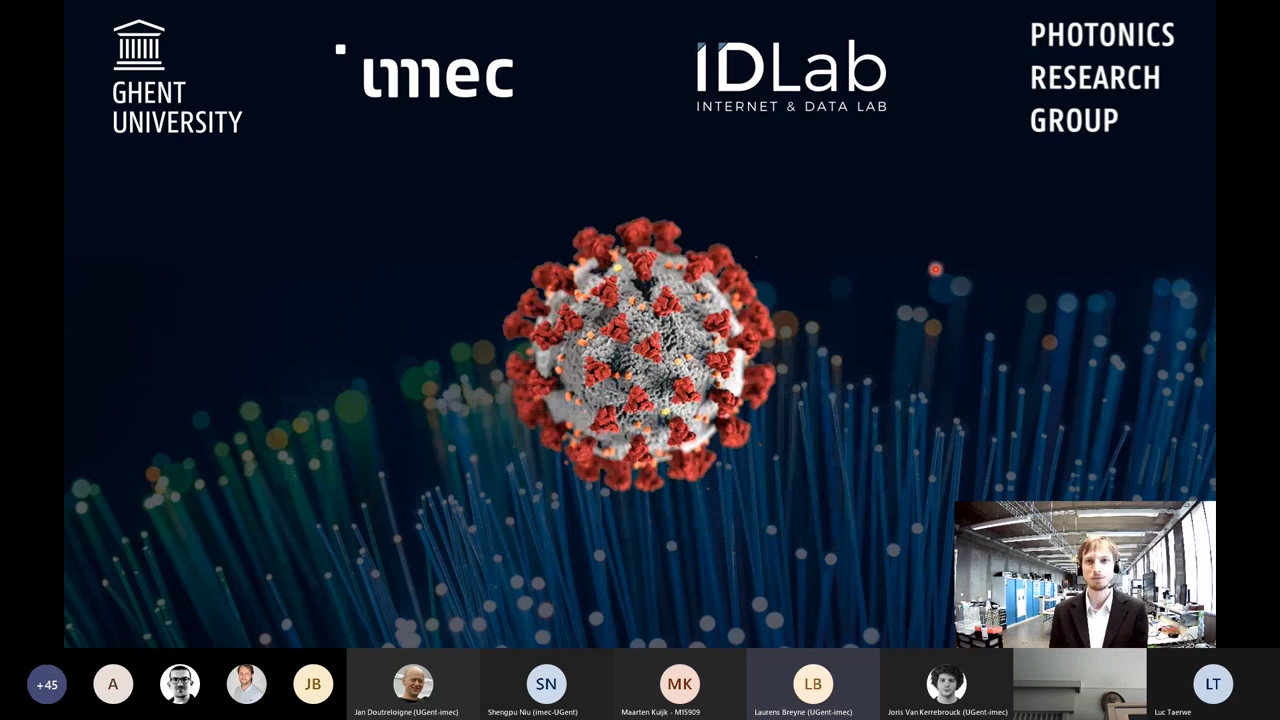 GHENT
UNIVERSITY
imec
IDLab
INTERNET & DATA LAB
PHOTONICS
RESEARCH
GROUP
+45
A
JB
Jan Doutreloigne (UGent-imec)
SN
Shengpu Niu (imec-UGent)
MK
Maarten Kuijk - M15909
LB
Laurens Breyne (UGent-imec)
Joris Van Kerrebrouck (UGent-imec)
LT
Luc Taerwe